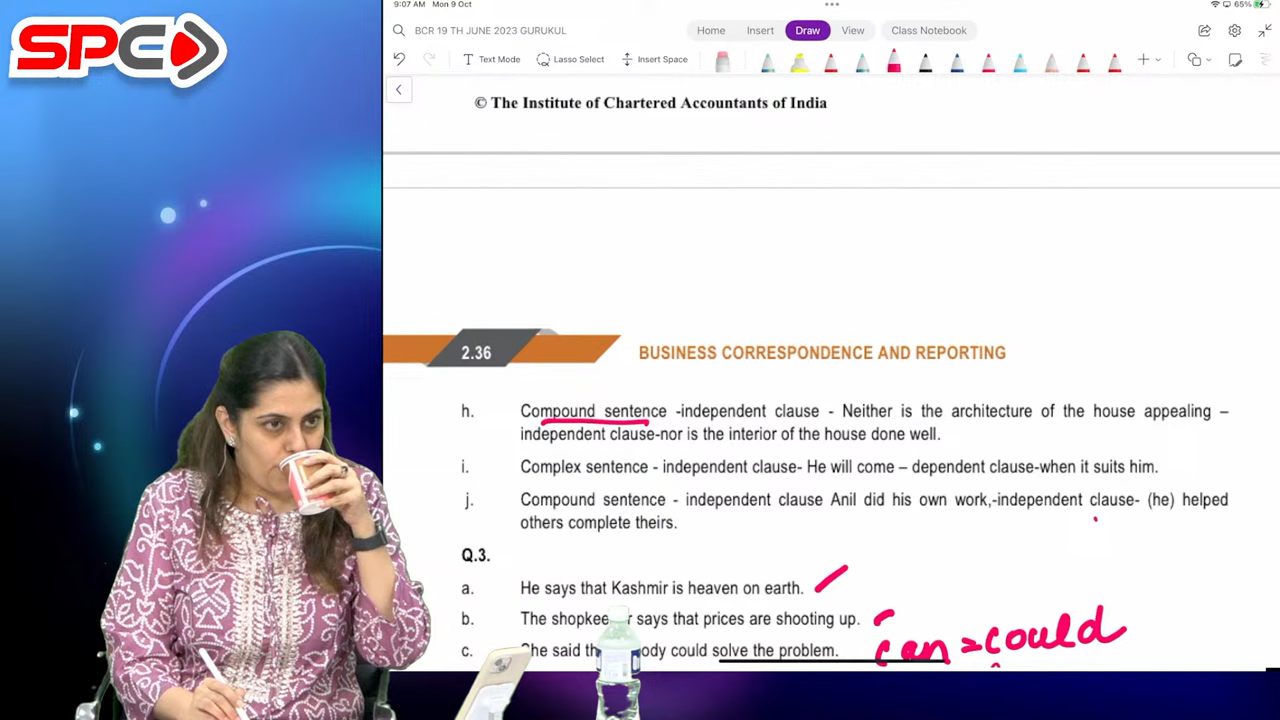 9:07 AM Mon 9 Oct
65%
SPC
BCR 19 TH JUNE 2023 GURUKUL
Home Insert Draw View Class Notebook
Text Mode Lasso Select Insert Space
© The Institute of Chartered Accountants of India
2.36 BUSINESS CORRESPONDENCE AND REPORTING
h. Compound sentence -independent clause - Neither is the architecture of the house appealing –
independent clause-nor is the interior of the house done well.
i. Complex sentence - independent clause- He will come – dependent clause-when it suits him.
j. Compound sentence - independent clause Anil did his own work,-independent clause- (he) helped
others complete theirs.
Q.3.
a. He says that Kashmir is heaven on earth.
b. The says that prices are shooting up.
c. She said could solve the problem.
can = could